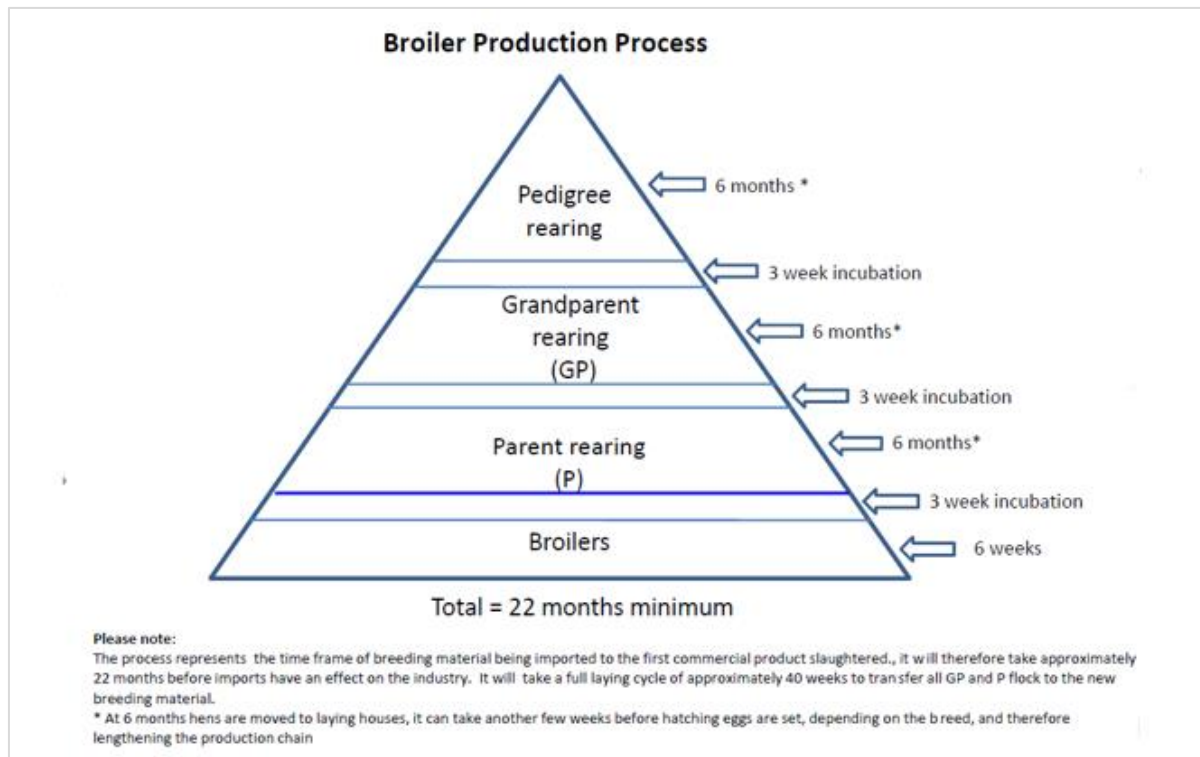 Broiler Production Process
Pedigree
rearing
6 months *
3 week incubation
Grandparent
rearing
(GP)
6 months*
3 week incubation
Parent rearing
(P)
6 months*
3 week incubation
Broilers
6 weeks
Total = 22 months minimum
Please note:
The process represents the time frame of breeding material being imported to the first commercial product slaughtered., it will therefore take approximately
22 months before imports have an effect on the industry. It will take a full laying cycle of approximately 40 weeks to transfer all GP and P flock to the new
breeding material.
* At 6 months hens are moved to laying houses, it can take another few weeks before hatching eggs are set, depending on the breed, and therefore
lengthening the production chain